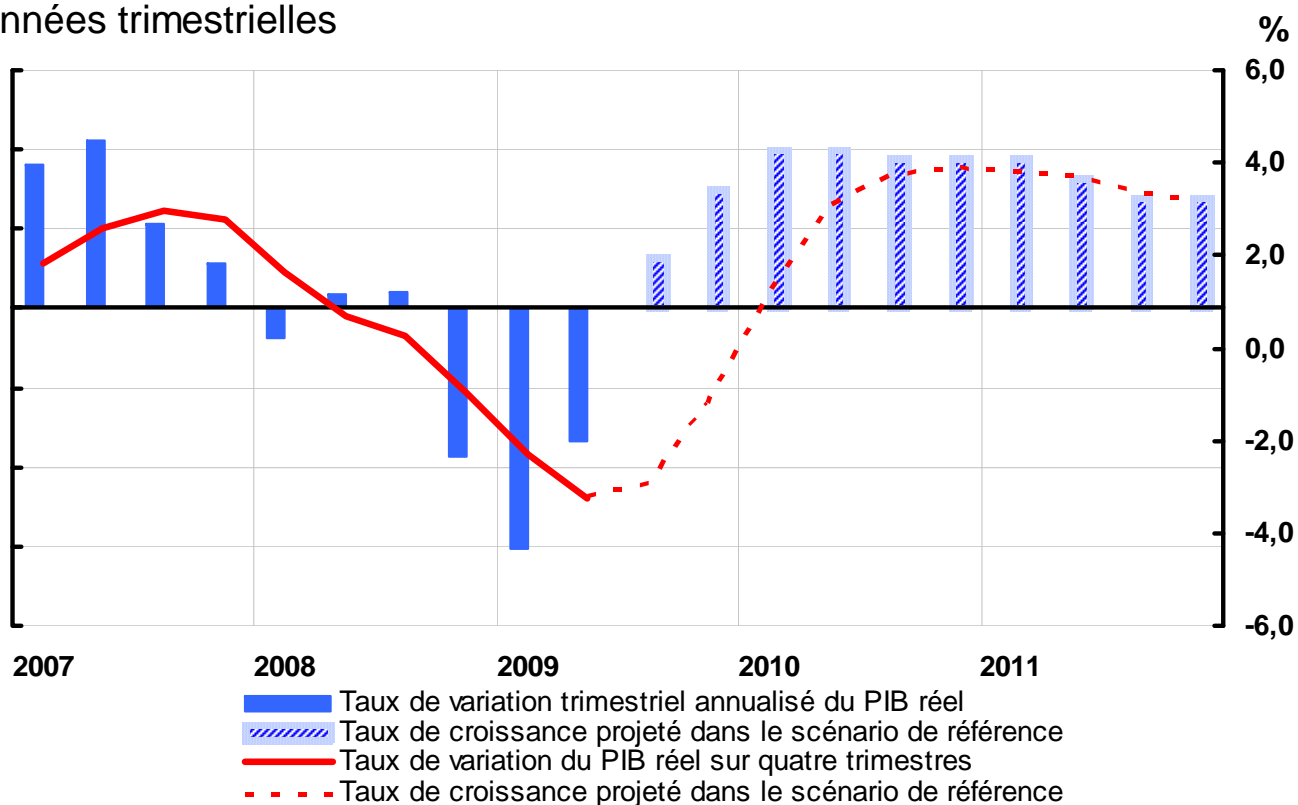 nnées trimestrielles
%
6,0
4,0
2,0
0,0
-2,0
-4,0
-6,0
2007 2008 2009 2010 2011
Taux de variation trimestriel annualisé du PIB réel
Taux de croissance projeté dans le scénario de référence
Taux de variation du PIB réel sur quatre trimestres
Taux de croissance projeté dans le scénario de référence